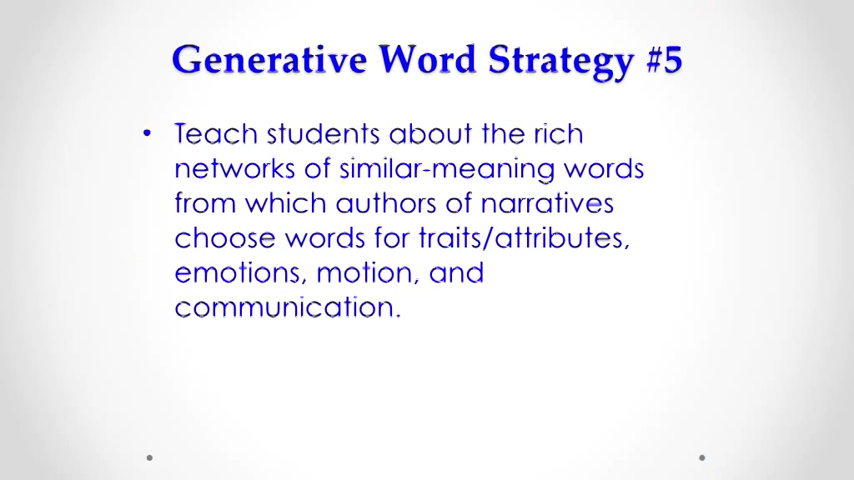 Generative Word Strategy #5
• Teach students about the rich
networks of similar-meaning words
from which authors of narratives
choose words for traits/attributes,
emotions, motion, and
communication.